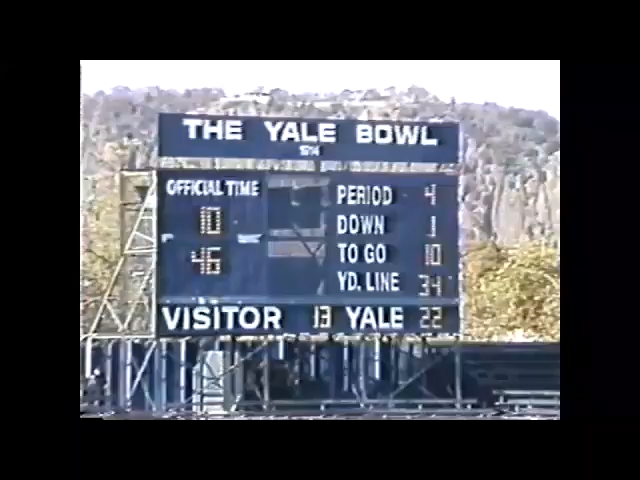 THE YALE BOWL
1914
OFFICIAL TIME
10
46
PERIOD 4
DOWN 1
TO GO 10
YD. LINE 34
VISITOR 13 YALE 22